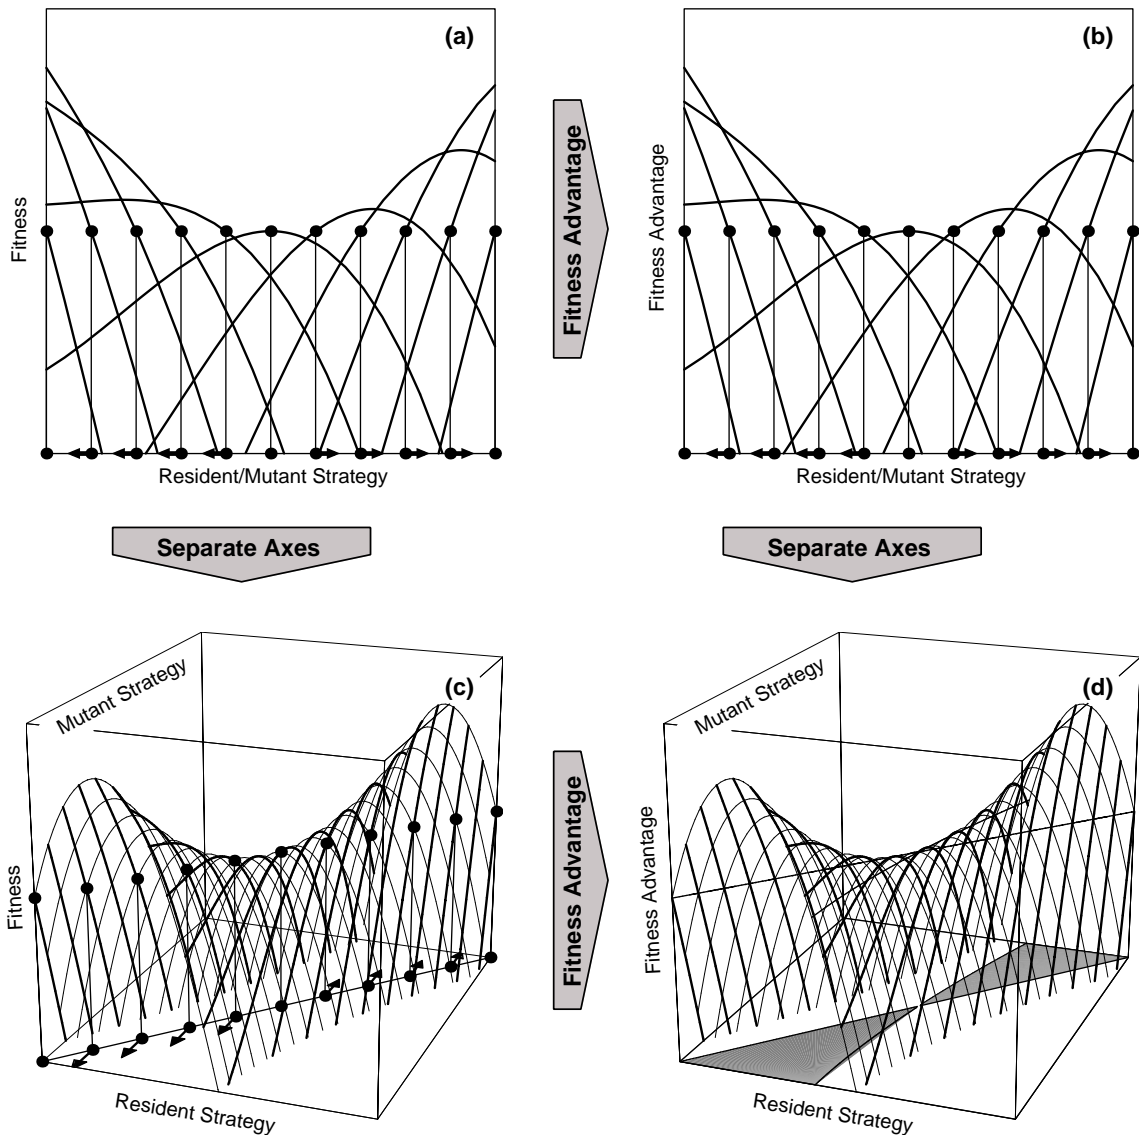 (a)
Fitness
Resident/Mutant Strategy
Fitness Advantage
(b)
Fitness Advantage
Resident/Mutant Strategy
Separate Axes
Separate Axes
(c)
Mutant Strategy
Fitness
Resident Strategy
Fitness Advantage
(d)
Mutant Strategy
Fitness Advantage
Resident Strategy